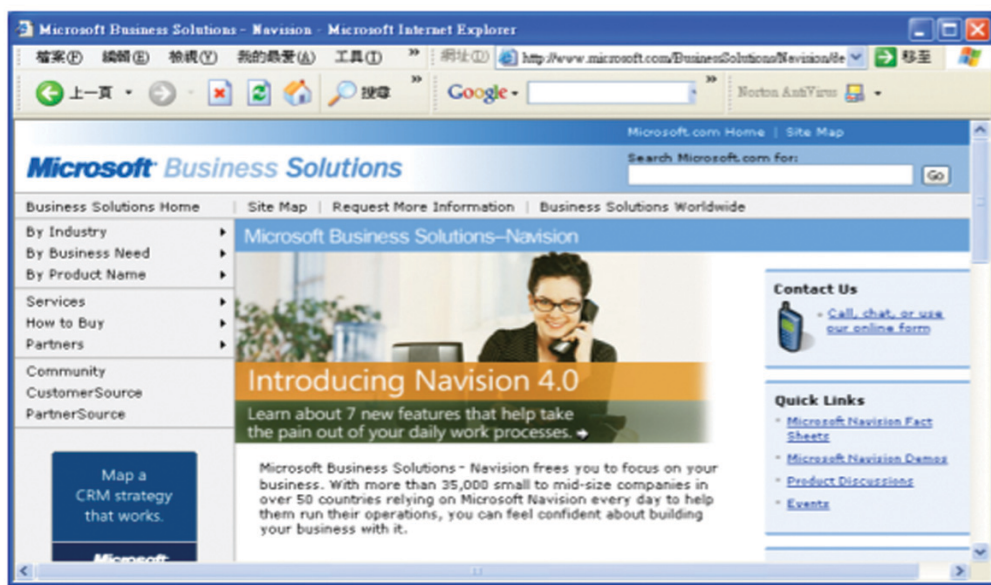 Microsoft Business Solutions - Navision - Microsoft Internet Explorer
檔案(F) 編輯(E) 檢視(V) 我的最愛(A) 工具(T) » 網址(D) http://www.microsoft.com/BusinessSolutions/Navision/de 移至
上一頁 搜尋 » Google » Norton AntiVirus
Microsoft.com Home | Site Map
Microsoft Business Solutions
Search Microsoft.com for:
Go
Business Solutions Home | Site Map | Request More Information | Business Solutions Worldwide
By Industry
By Business Need
By Product Name
Services
How to Buy
Partners
Community
CustomerSource
PartnerSource
Map a
CRM strategy
that works.
Microsoft
Microsoft Business Solutions–Navision
Introducing Navision 4.0
Learn about 7 new features that help take
the pain out of your daily work processes.
Microsoft Business Solutions - Navision frees you to focus on your
business. With more than 35,000 small to mid-size companies in
over 50 countries relying on Microsoft Navision every day to help
them run their operations, you can feel confident about building
your business with it.
Contact Us
Call, chat, or use
our online form
Quick Links
Microsoft Navision Fact
Sheets
Microsoft Navision Demos
Product Discussions
Events